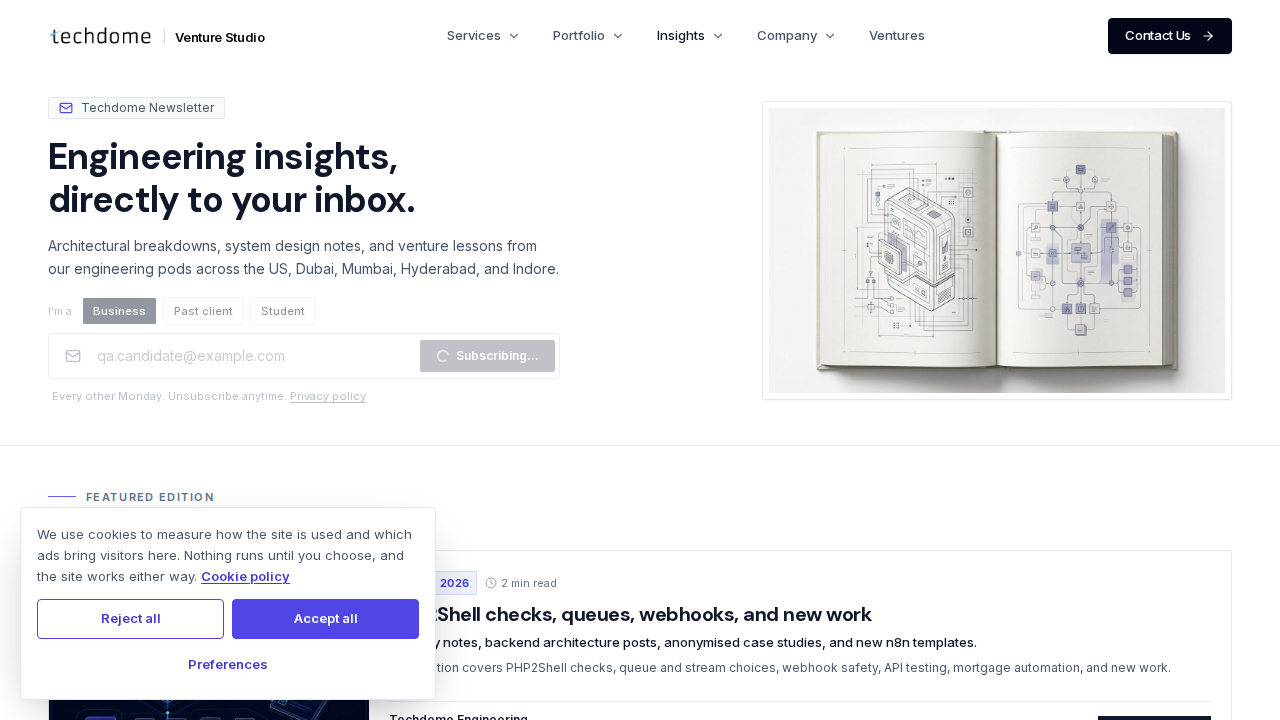 techdome Venture Studio
Services Portfolio Insights Company Ventures
Contact Us
Techdome Newsletter
Engineering insights,
directly to your inbox.
Architectural breakdowns, system design notes, and venture lessons from
our engineering pods across the US, Dubai, Mumbai, Hyderabad, and Indore.
I'm a Business Past client Student
qa.candidate@example.com Subscribing...
Every other Monday. Unsubscribe anytime. Privacy policy
FEATURED EDITION
We use cookies to measure how the site is used and which
ads bring visitors here. Nothing runs until you choose, and
the site works either way. Cookie policy
Reject all Accept all
Preferences
2026 2 min read
2Shell checks, queues, webhooks, and new work
notes, backend architecture posts, anonymised case studies, and new n8n templates.
covers PHP2Shell checks, queue and stream choices, webhook safety, API testing, mortgage automation, and new work.
Techdome Engineering